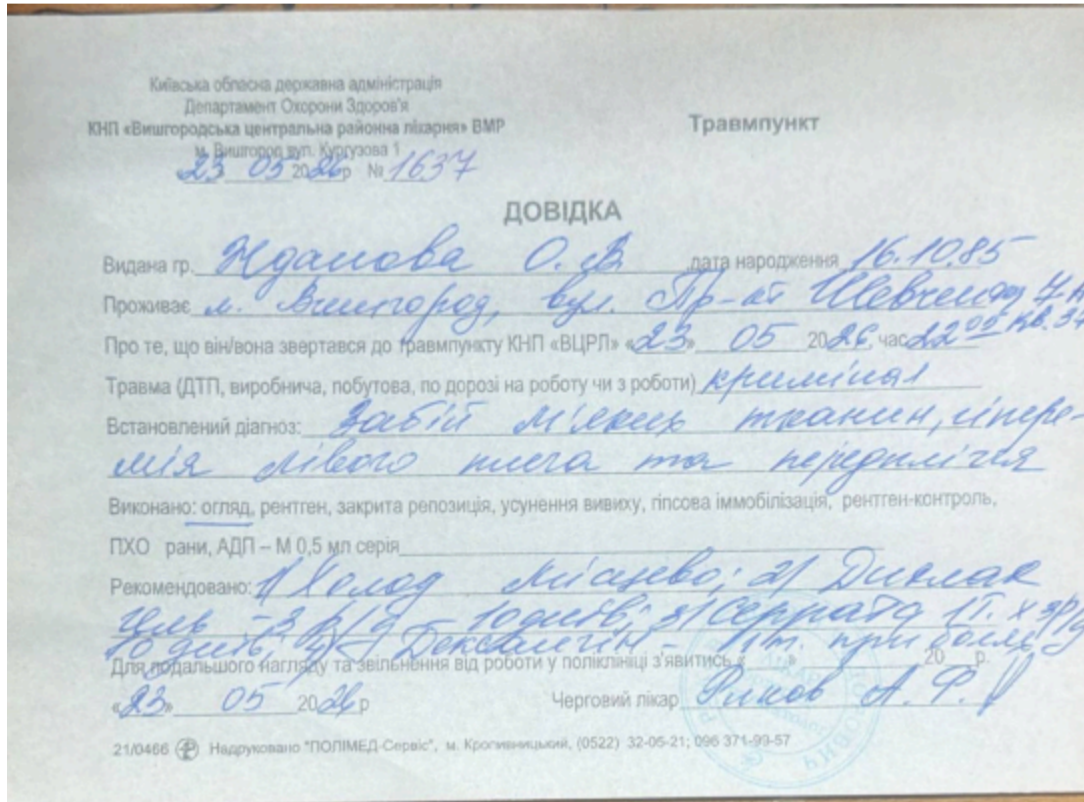 Київська обласна державна адміністрація
Департамент Охорони Здоров'я
КНП «Вишгородська центральна районна лікарня» ВМР
м. Вишгород вул. Кургузова 1
23 05 2026р № 1637
Травмпункт
ДОВІДКА
Видана гр. Жданова О. В. дата народження 16.10.85
Проживає м. Вишгород, вул. Пр-кт Шевченка
Про те, що він/вона звертався до травмпункту КНП «ВЦРЛ» «23» 05 2026, час 22 05 кв.
Травма (ДТП, виробнича, побутова, по дорозі на роботу чи з роботи) кримінал
Встановлений діагноз: Забій м'яких тканин, гіпере-
мія лівого плеча та передпліччя
Виконано: огляд, рентген, закрита репозиція, усунення вивиху, гіпсова іммобілізація, рентген-контроль,
ПХО рани, АДП – М 0,5 мл серія
Рекомендовано: 1) Холод місцево; 2) Диклак
гель - 3 р/д 10 днів; 3) Серрата 1т. х 3р/д
10 днів; 4) Дексалгін - 1т. при болях
Для подальшого нагляду та звільнення від роботи у поліклініці з'явитись « » 20 р.
«23» 05 2026 р Черговий лікар А. Ф.
21/0466 Надруковано "ПОЛІМЕД-Сервіс", м. Кропивницький, (0522) 32-05-21; 096 371-99-57